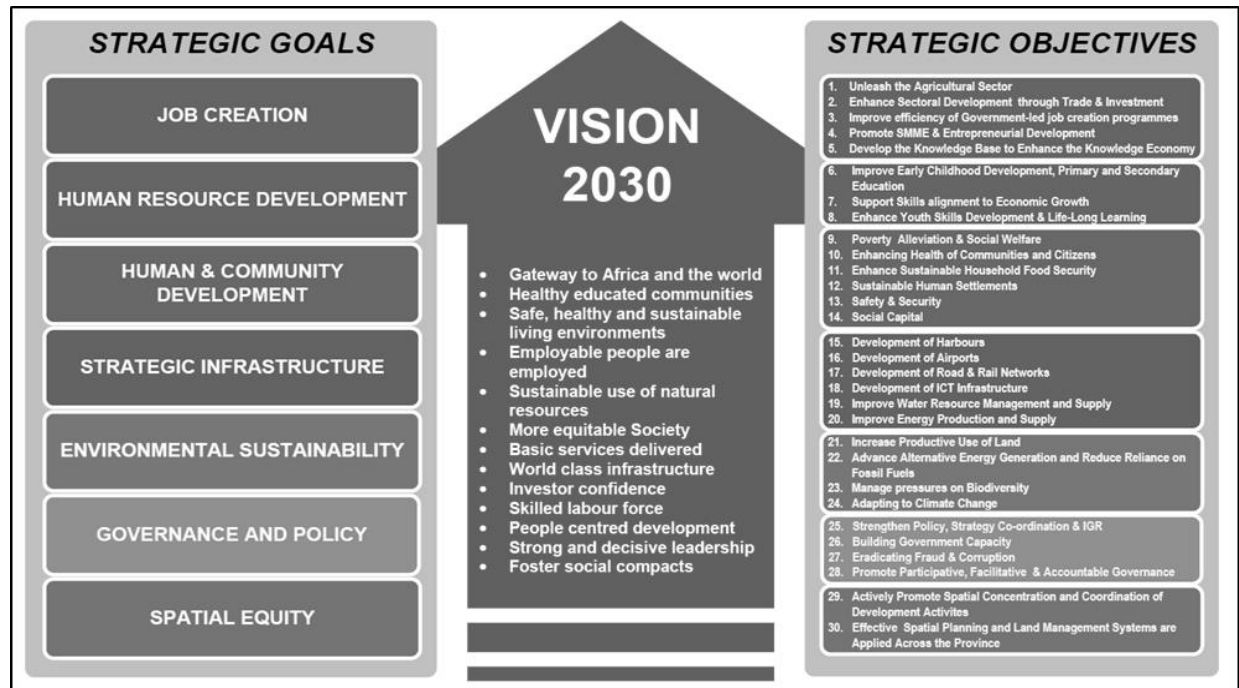 STRATEGIC GOALS
JOB CREATION
HUMAN RESOURCE DEVELOPMENT
HUMAN & COMMUNITY
DEVELOPMENT
STRATEGIC INFRASTRUCTURE
ENVIRONMENTAL SUSTAINABILITY
GOVERNANCE AND POLICY
SPATIAL EQUITY
VISION
2030
• Gateway to Africa and the world
• Healthy educated communities
• Safe, healthy and sustainable
living environments
• Employable people are
employed
• Sustainable use of natural
resources
• More equitable Society
• Basic services delivered
• World class infrastructure
• Investor confidence
• Skilled labour force
• People centred development
• Strong and decisive leadership
• Foster social compacts
STRATEGIC OBJECTIVES
1. Unleash the Agricultural Sector
2. Enhance Sectoral Development through Trade & Investment
3. Improve efficiency of Government-led job creation programmes
4. Promote SMME & Entrepreneurial Development
5. Develop the Knowledge Base to Enhance the Knowledge Economy
6. Improve Early Childhood Development, Primary and Secondary
Education
7. Support Skills alignment to Economic Growth
8. Enhance Youth Skills Development & Life-Long Learning
9. Poverty Alleviation & Social Welfare
10. Enhancing Health of Communities and Citizens
11. Enhance Sustainable Household Food Security
12. Sustainable Human Settlements
13. Safety & Security
14. Social Capital
15. Development of Harbours
16. Development of Airports
17. Development of Road & Rail Networks
18. Development of ICT Infrastructure
19. Improve Water Resource Management and Supply
20. Improve Energy Production and Supply
21. Increase Productive Use of Land
22. Advance Alternative Energy Generation and Reduce Reliance on
Fossil Fuels
23. Manage pressures on Biodiversity
24. Adapting to Climate Change
25. Strengthen Policy, Strategy Co-ordination & IGR
26. Building Government Capacity
27. Eradicating Fraud & Corruption
28. Promote Participative, Facilitative & Accountable Governance
29. Actively Promote Spatial Concentration and Coordination of
Development Activites
30. Effective Spatial Planning and Land Management Systems are
Applied Across the Province